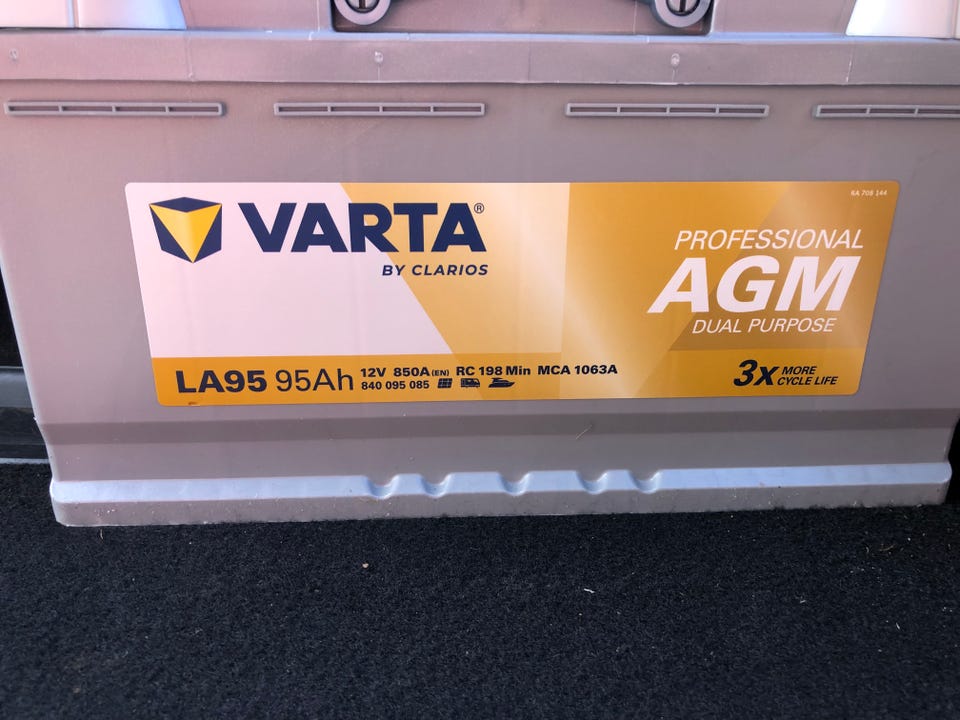 6A 708 144
VARTA®
BY CLARIOS
PROFESSIONAL
AGM
DUAL PURPOSE
LA95 95Ah 12V 850A (EN) RC 198 Min MCA 1063A
840 095 085
3x MORE
CYCLE LIFE